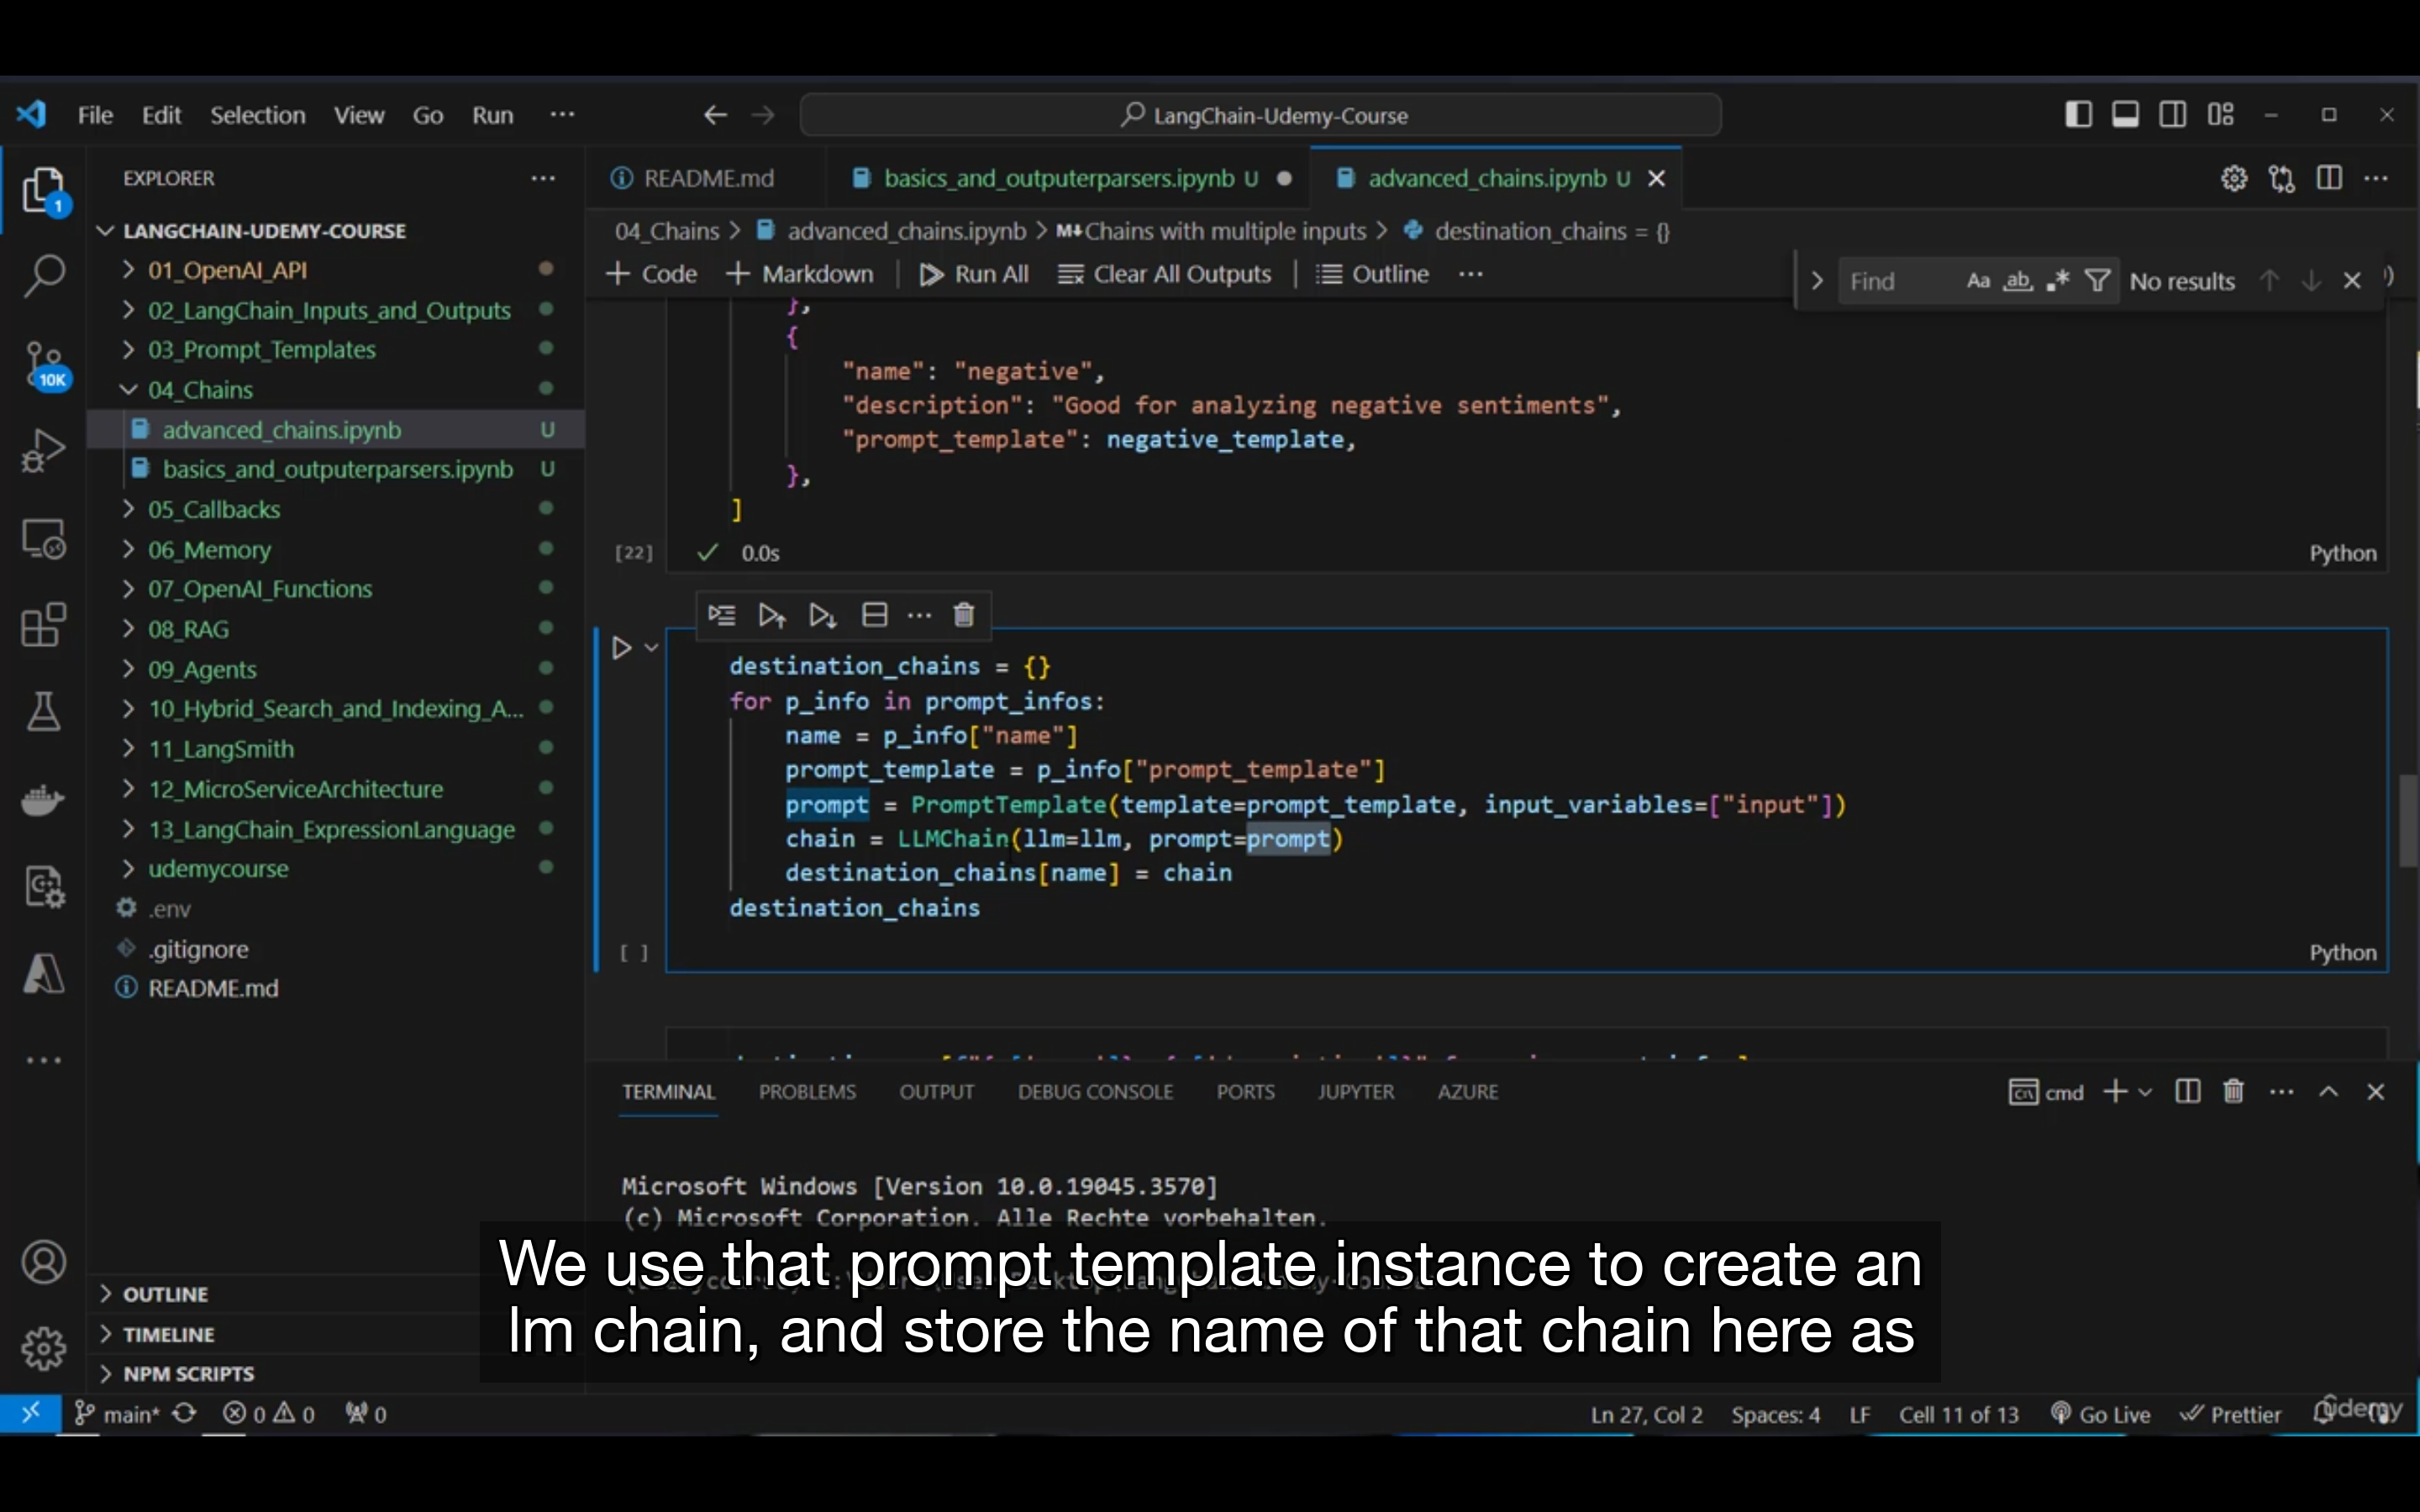 File Edit Selection View Go Run ···
LangChain-Udemy-Course
EXPLORER ···
README.md
basics_and_outputerparsers.ipynb U
advanced_chains.ipynb U
LANGCHAIN-UDEMY-COURSE
04_Chains > advanced_chains.ipynb > M↓Chains with multiple inputs > destination_chains = {}
+ Code + Markdown | Run All Clear All Outputs | Outline ···
Find Aa ab .* No results
01_OpenAI_API
02_LangChain_Inputs_and_Outputs
03_Prompt_Templates
04_Chains
advanced_chains.ipynb U
basics_and_outputerparsers.ipynb U
05_Callbacks
06_Memory
07_OpenAI_Functions
08_RAG
09_Agents
10_Hybrid_Search_and_Indexing_A...
11_LangSmith
12_MicroServiceArchitecture
13_LangChain_ExpressionLanguage
udemycourse
.env
.gitignore
README.md
1
10K
},
{
"name": "negative",
"description": "Good for analyzing negative sentiments",
"prompt_template": negative_template,
},
]
[22] ✓ 0.0s Python
destination_chains = {}
for p_info in prompt_infos:
name = p_info["name"]
prompt_template = p_info["prompt_template"]
prompt = PromptTemplate(template=prompt_template, input_variables=["input"])
chain = LLMChain(llm=llm, prompt=prompt)
destination_chains[name] = chain
destination_chains
[ ] Python
TERMINAL PROBLEMS OUTPUT DEBUG CONSOLE PORTS JUPYTER AZURE
cmd
Microsoft Windows [Version 10.0.19045.3570]
(c) Microsoft Corporation. Alle Rechte vorbehalten.
We use that prompt template instance to create an
lm chain, and store the name of that chain here as
OUTLINE
TIMELINE
NPM SCRIPTS
main* 0 0 0
Ln 27, Col 2 Spaces: 4 LF Cell 11 of 13 Go Live Prettier
udemy